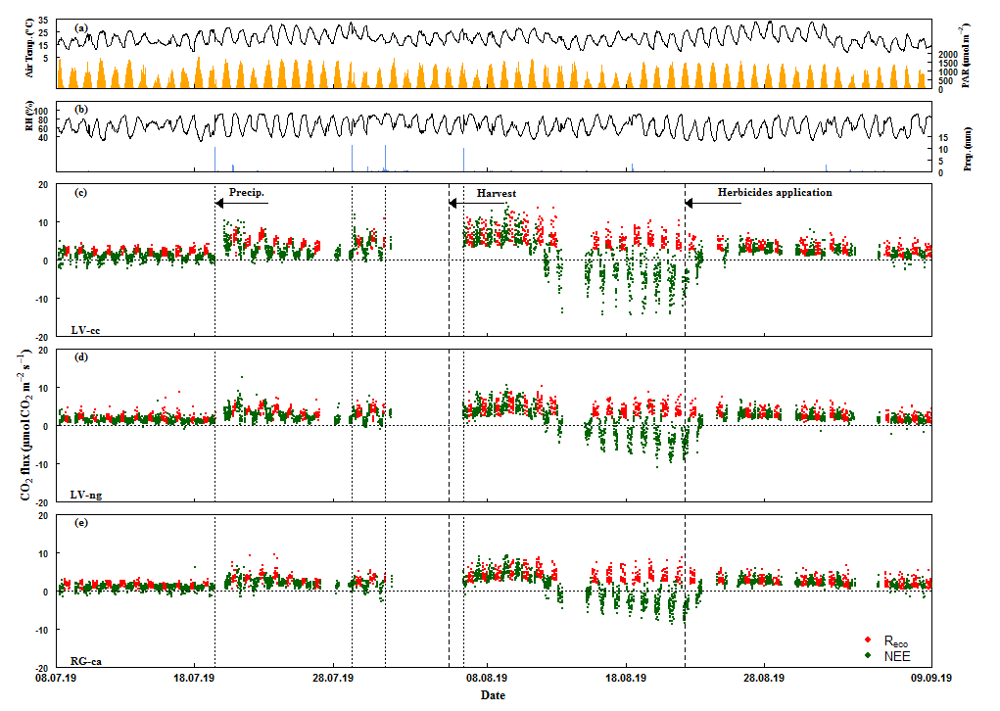 (a)
Air Temp. (°C)
35
25
15
5
PAR (µmol m⁻²)
2000
1500
1000
500
0
(b)
RH (%)
100
80
60
40
Prep. (mm)
15
10
5
0
(c)
Precip.
Harvest
Herbicides application
20
10
0
-10
-20
LV-cc
(d)
20
10
0
-10
-20
LV-ng
CO₂ flux (µmol CO₂ m⁻² s⁻¹)
(e)
20
10
0
-10
-20
RG-ca
Reco
NEE
08.07.19 18.07.19 28.07.19 08.08.19 18.08.19 28.08.19 09.09.19
Date